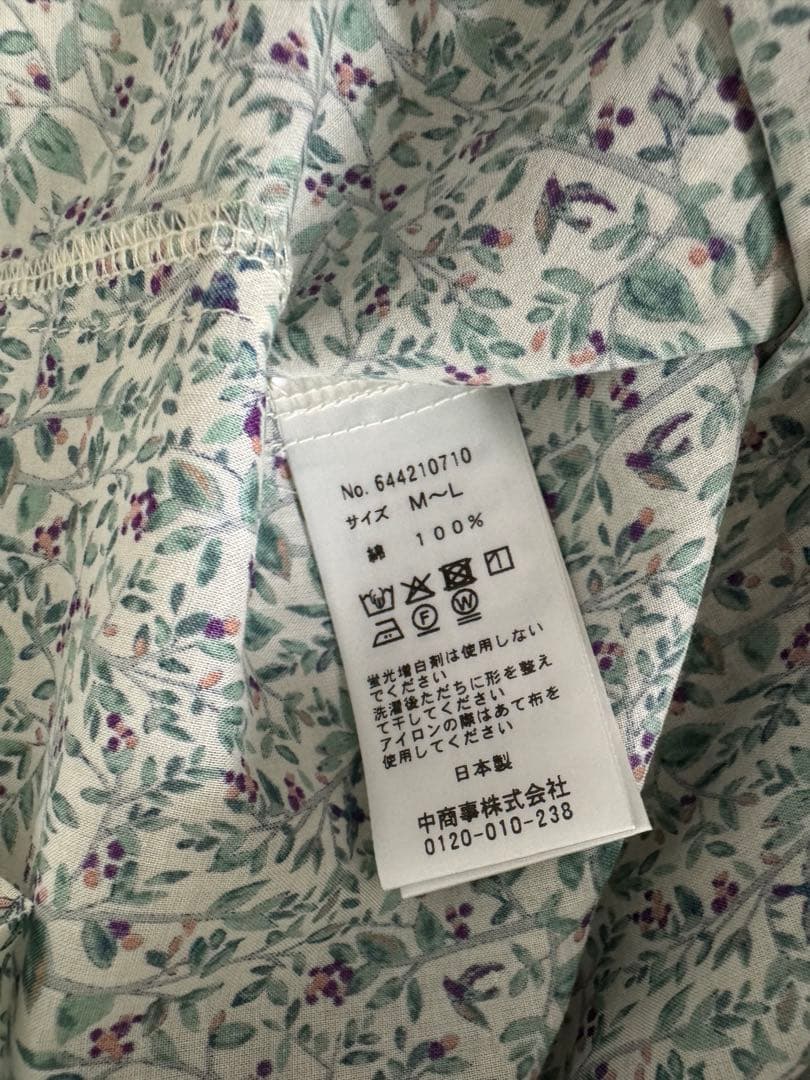 No. 644210710
サイズ M〜L
綿 100%
F W
蛍光増白剤は使用しない
でください
洗濯後ただちに形を整え
て干してください
アイロンの際はあて布を
使用してください
日本製
中商事株式会社
0120-010-238